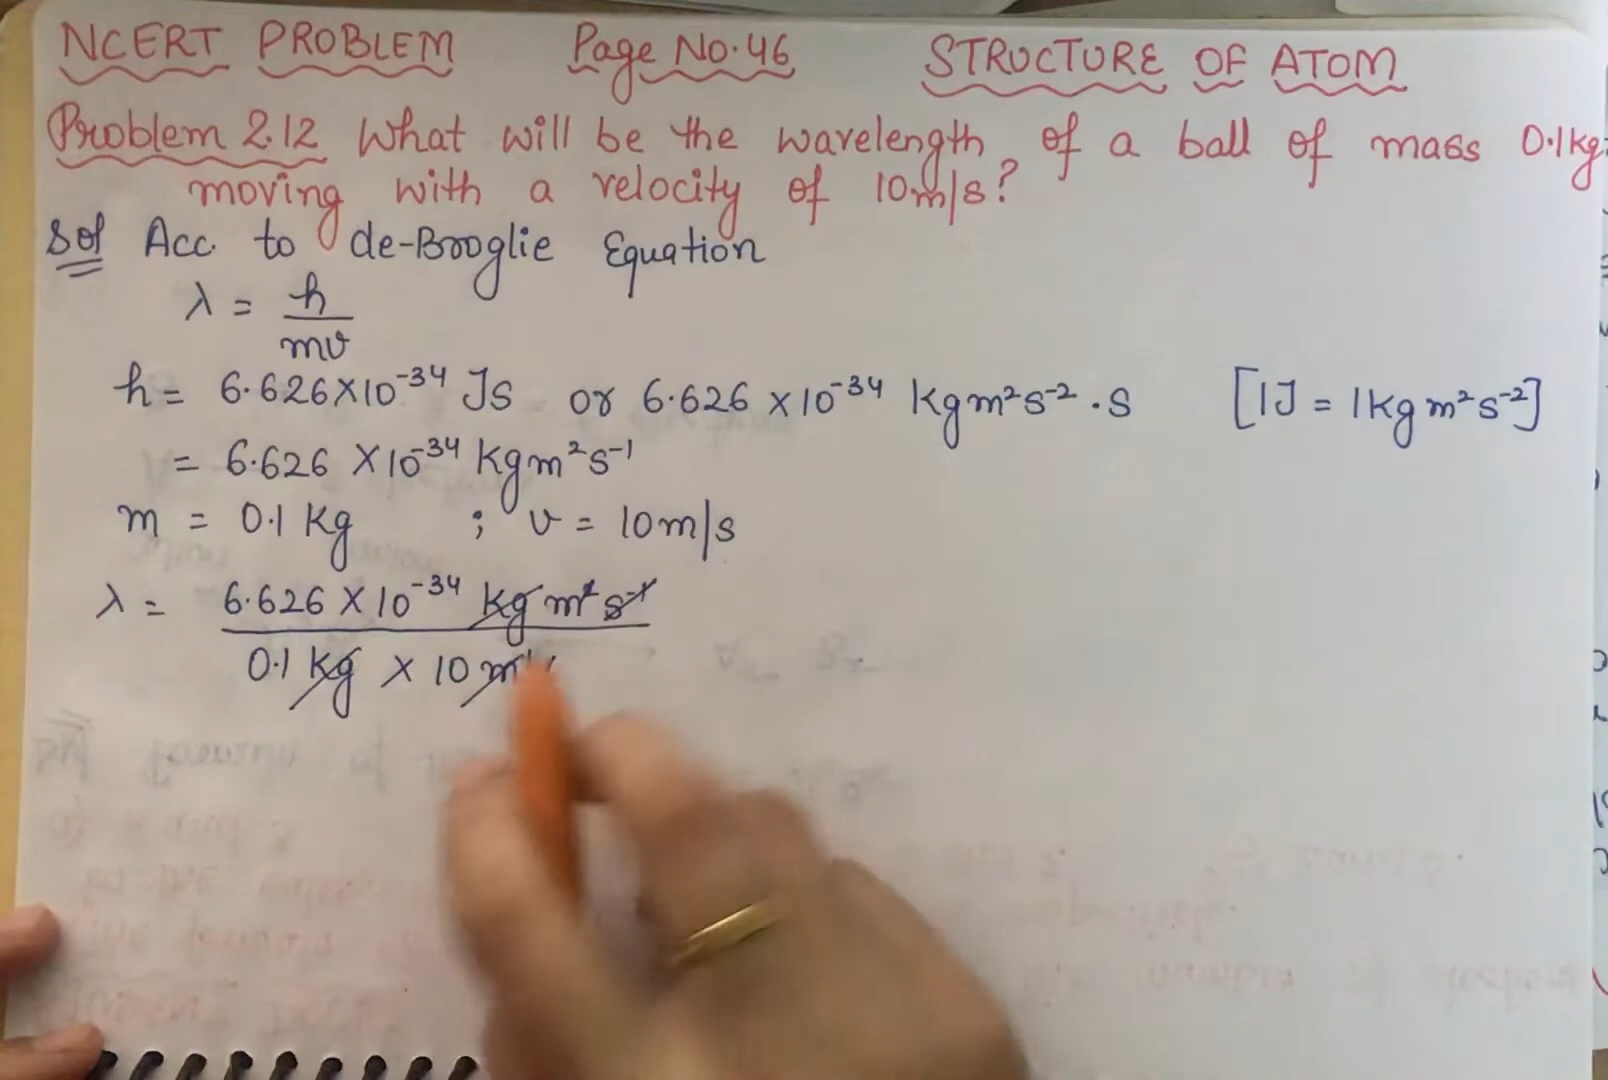 NCERT PROBLEM Page No.46 STRUCTURE OF ATOM
Problem 2.12 What will be the wavelength of a ball of mass 0.1kg
moving with a velocity of 10m/s?
Sol Acc. to de-Brogglie Equation
λ = h/mv
h = 6.626×10⁻³⁴ Js or 6.626 ×10⁻³⁴ Kgm²s⁻² . S [1J = 1Kg m²s⁻²]
= 6.626 ×10⁻³⁴ Kgm²s⁻¹
m = 0.1 Kg ; v = 10m/s
λ = 6.626 × 10⁻³⁴ Kg m² s⁻¹
0.1 Kg × 10 m